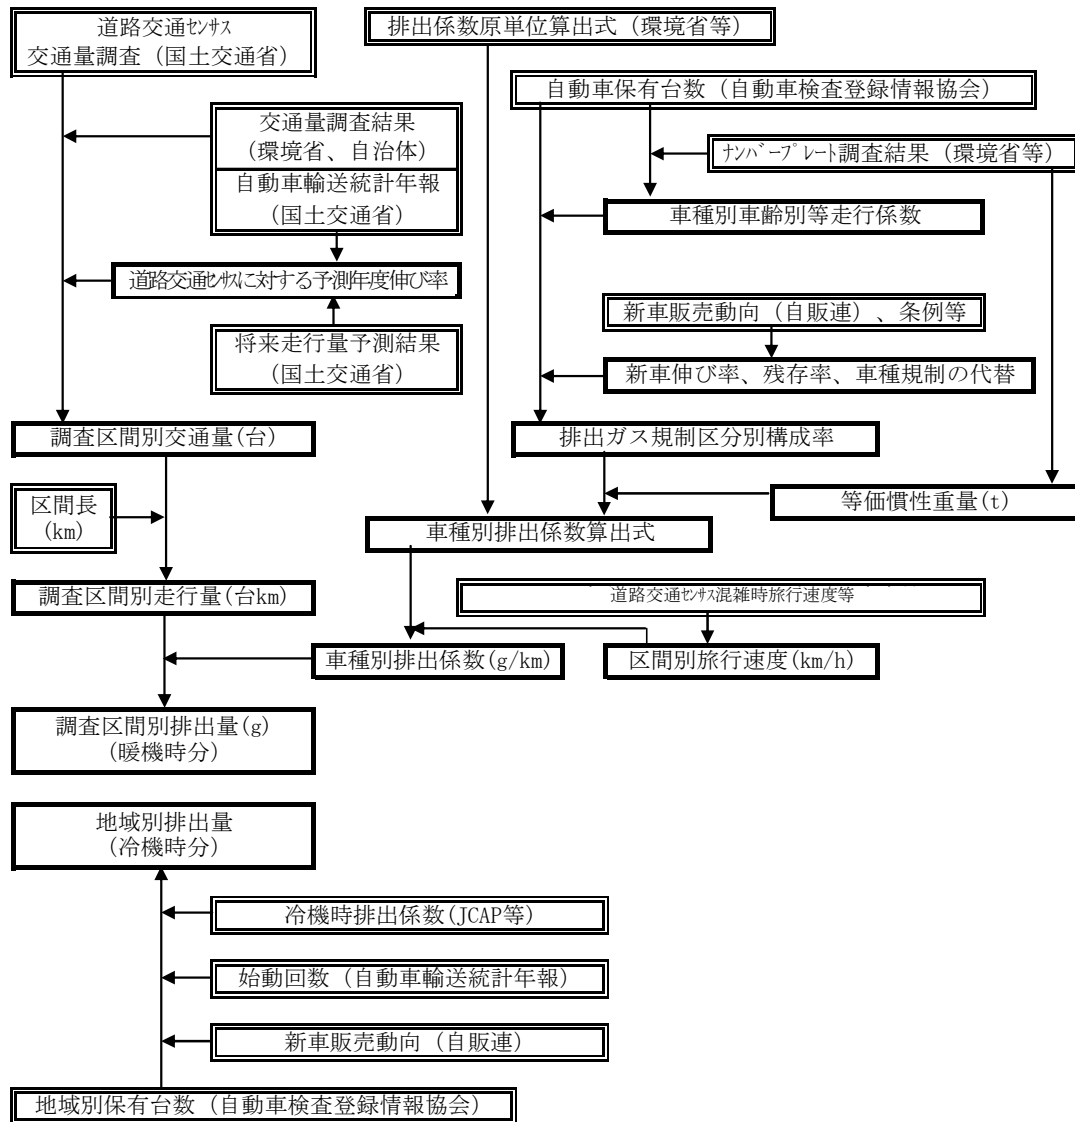 道路交通センサス
交通量調査（国土交通省）
排出係数原単位算出式（環境省等）
自動車保有台数（自動車検査登録情報協会）
交通量調査結果
（環境省、自治体）
ナンバープレート調査結果（環境省等）
自動車輸送統計年報
（国土交通省）
車種別車齢別等走行係数
道路交通センサスに対する予測年度伸び率
新車販売動向（自販連）、条例等
将来走行量予測結果
（国土交通省）
新車伸び率、残存率、車種規制の代替
調査区間別交通量(台)
排出ガス規制区分別構成率
区間長
(km)
等価慣性重量(t)
車種別排出係数算出式
調査区間別走行量(台km)
道路交通センサス混雑時旅行速度等
車種別排出係数(g/km)
区間別旅行速度(km/h)
調査区間別排出量(g)
(暖機時分)
地域別排出量
(冷機時分)
冷機時排出係数(JCAP等)
始動回数（自動車輸送統計年報）
新車販売動向（自販連）
地域別保有台数（自動車検査登録情報協会）